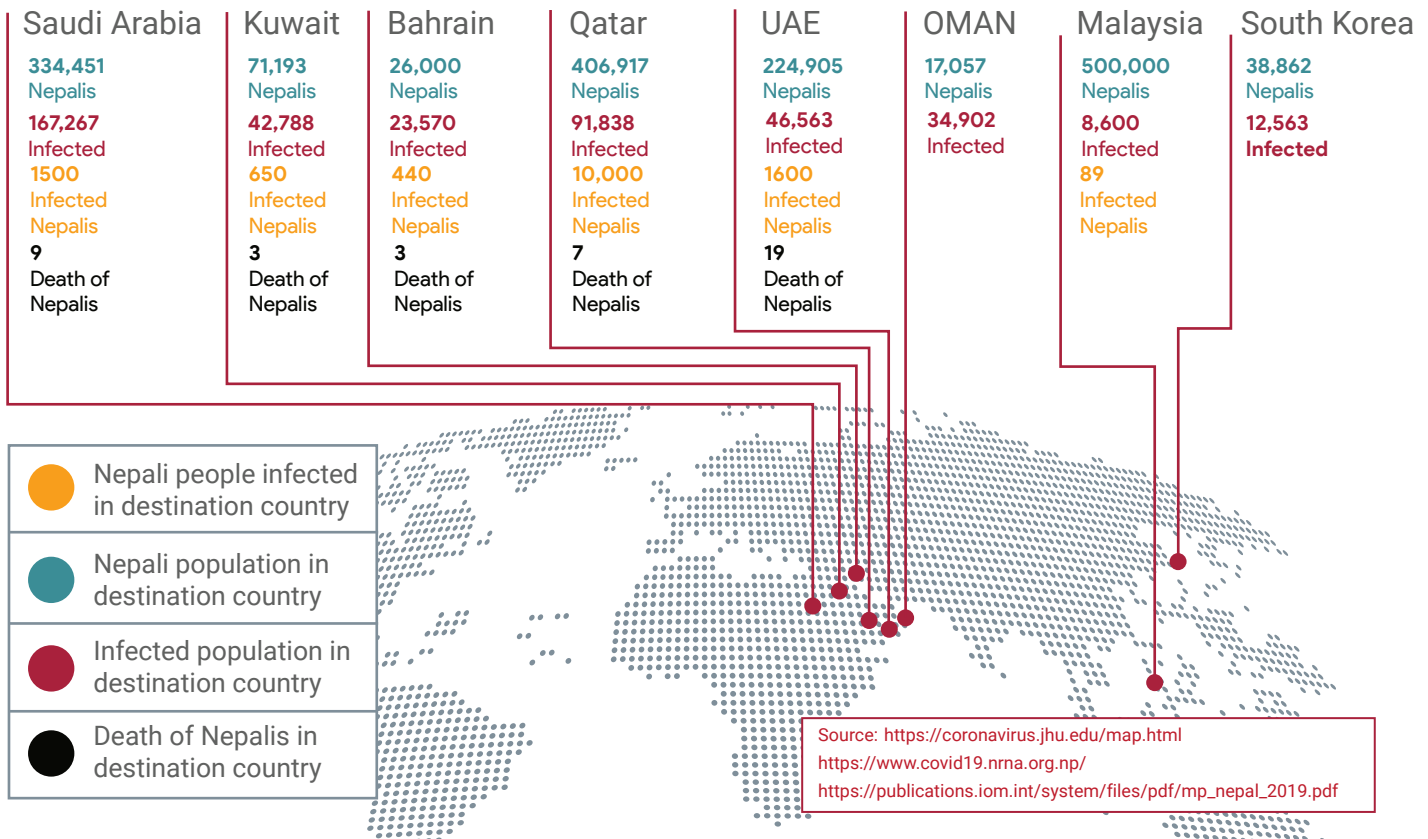 Saudi Arabia
334,451
Nepalis
167,267
Infected
1500
Infected
Nepalis
9
Death of
Nepalis
Kuwait
71,193
Nepalis
42,788
Infected
650
Infected
Nepalis
3
Death of
Nepalis
Bahrain
26,000
Nepalis
23,570
Infected
440
Infected
Nepalis
3
Death of
Nepalis
Qatar
406,917
Nepalis
91,838
Infected
10,000
Infected
Nepalis
7
Death of
Nepalis
UAE
224,905
Nepalis
46,563
Infected
1600
Infected
Nepalis
19
Death of
Nepalis
OMAN
17,057
Nepalis
34,902
Infected
Malaysia
500,000
Nepalis
8,600
Infected
89
Infected
Nepalis
South Korea
38,862
Nepalis
12,563
Infected
Nepali people infected
in destination country
Nepali population in
destination country
Infected population in
destination country
Death of Nepalis in
destination country
Source: https://coronavirus.jhu.edu/map.html
https://www.covid19.nrna.org.np/
https://publications.iom.int/system/files/pdf/mp_nepal_2019.pdf